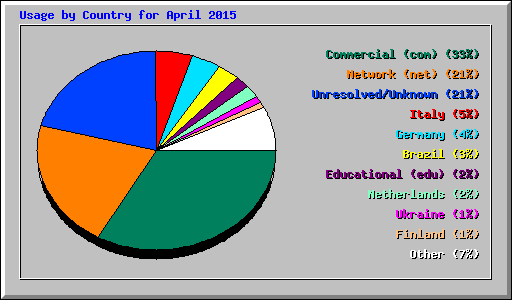 Usage by Country for April 2015
Commercial (com) (33%)
Network (net) (21%)
Unresolved/Unknown (21%)
Italy (5%)
Germany (4%)
Brazil (3%)
Educational (edu) (2%)
Netherlands (2%)
Ukraine (1%)
Finland (1%)
Other (7%)